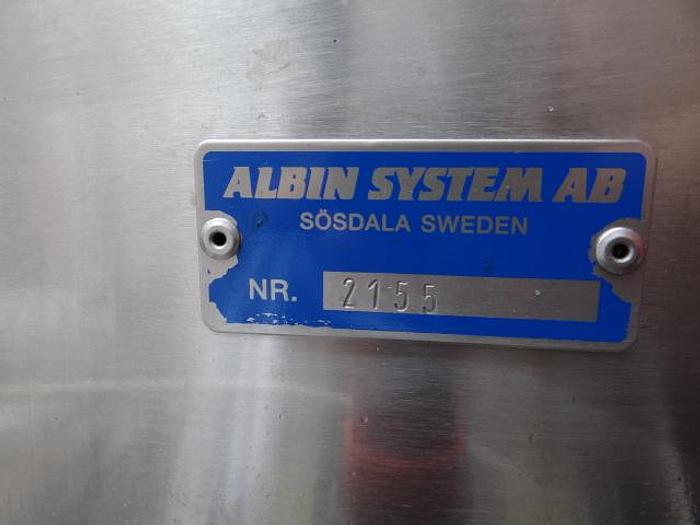 ALBIN SYSTEM AB
SÖSDALA SWEDEN
NR. 2155